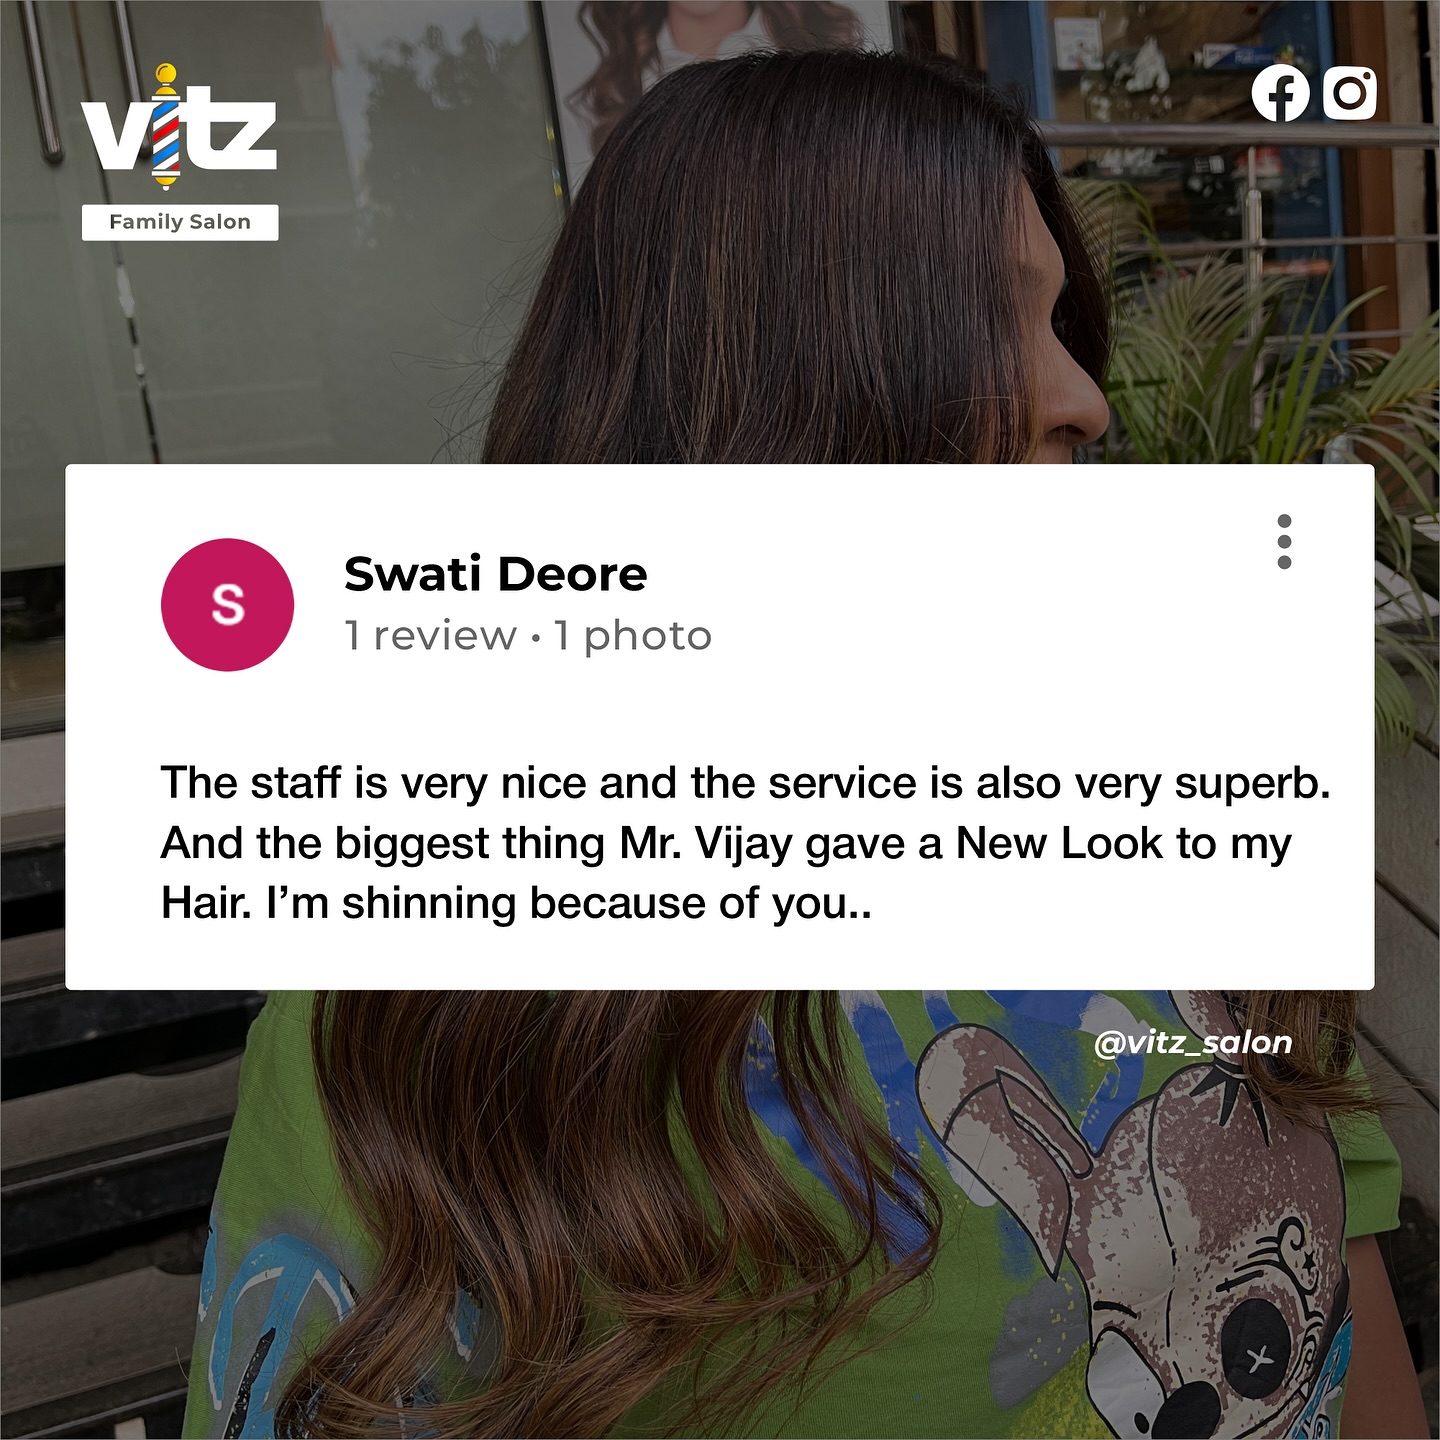 vitz
Family Salon
S
Swati Deore
1 review • 1 photo
The staff is very nice and the service is also very superb.
And the biggest thing Mr. Vijay gave a New Look to my
Hair. I’m shinning because of you..
@vitz_salon